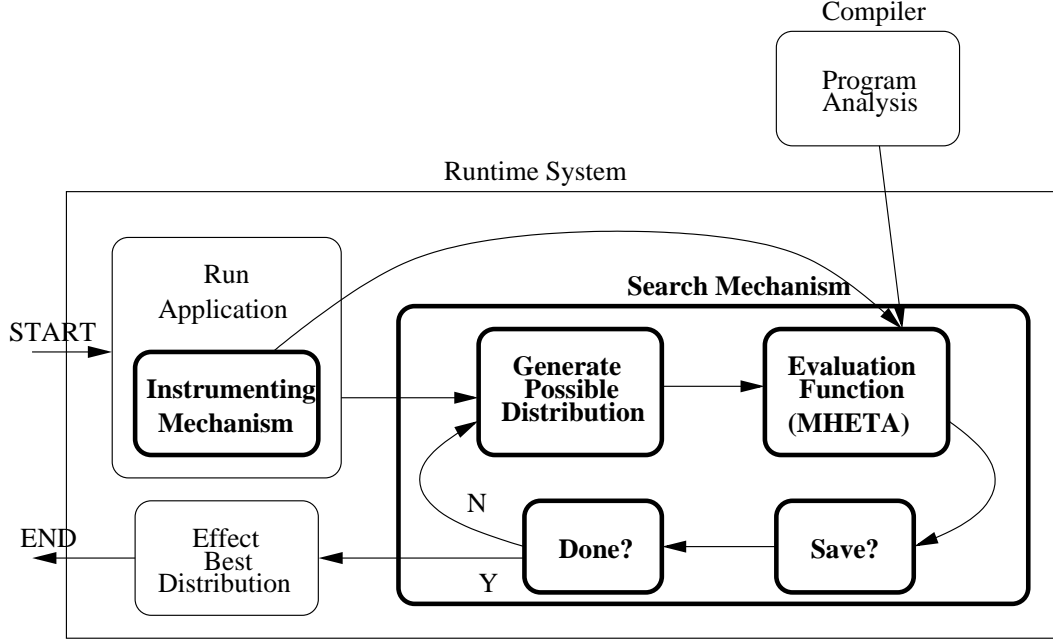 Compiler
Program
Analysis
Runtime System
Run
Application
Search Mechanism
START
Instrumenting
Mechanism
Generate
Possible
Distribution
Evaluation
Function
(MHETA)
N
END
Effect
Best
Distribution
Done?
Save?
Y